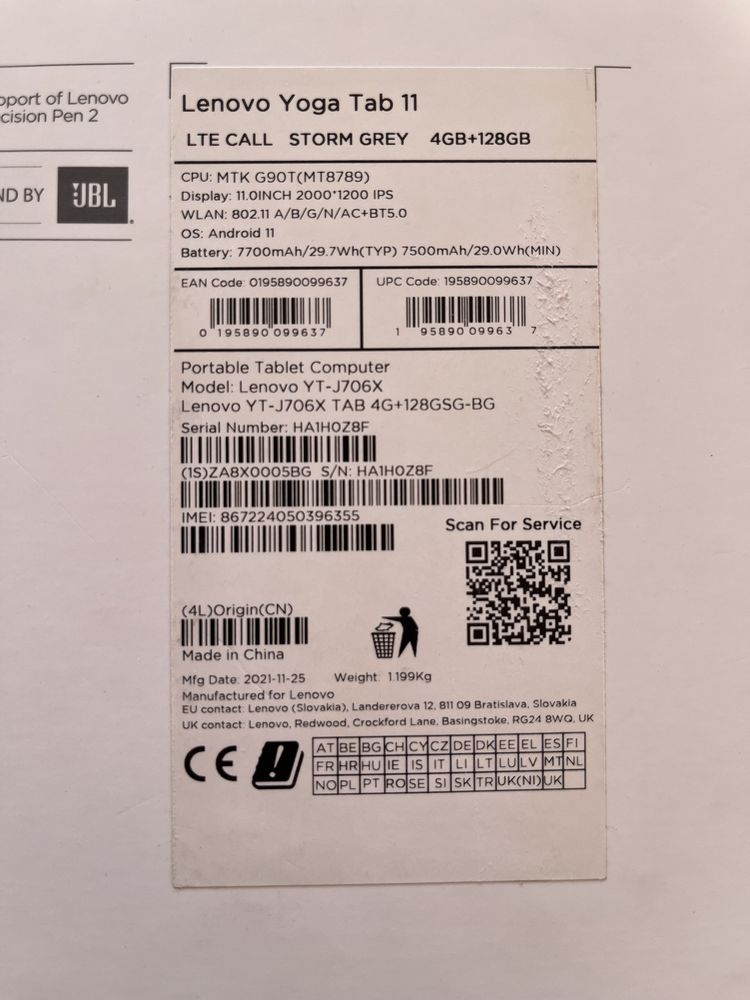 pport of Lenovo
cision Pen 2
ND BY JBL
Lenovo Yoga Tab 11
LTE CALL STORM GREY 4GB+128GB
CPU: MTK G90T(MT8789)
Display: 11.0INCH 2000*1200 IPS
WLAN: 802.11 A/B/G/N/AC+BT5.0
OS: Android 11
Battery: 7700mAh/29.7Wh(TYP) 7500mAh/29.0Wh(MIN)
EAN Code: 0195890099637
0 195890 099637
UPC Code: 195890099637
1 95890 09963 7
Portable Tablet Computer
Model: Lenovo YT-J706X
Lenovo YT-J706X TAB 4G+128GSG-BG
Serial Number: HA1H0Z8F
(1S)ZA8X0005BG S/N: HA1H0Z8F
IMEI: 867224050396355
Scan For Service
(4L)Origin(CN)
Made in China
Mfg Date: 2021-11-25 Weight: 1.199Kg
Manufactured for Lenovo
EU contact: Lenovo (Slovakia), Landererova 12, 811 09 Bratislava, Slovakia
UK contact: Lenovo, Redwood, Crockford Lane, Basingstoke, RG24 8WQ, UK
CE
AT BE BG CH CY CZ DE DK EE EL ES FI
FR HR HU IE IS IT LI LT LU LV MT NL
NO PL PT RO SE SI SK TR UK(NI) UK